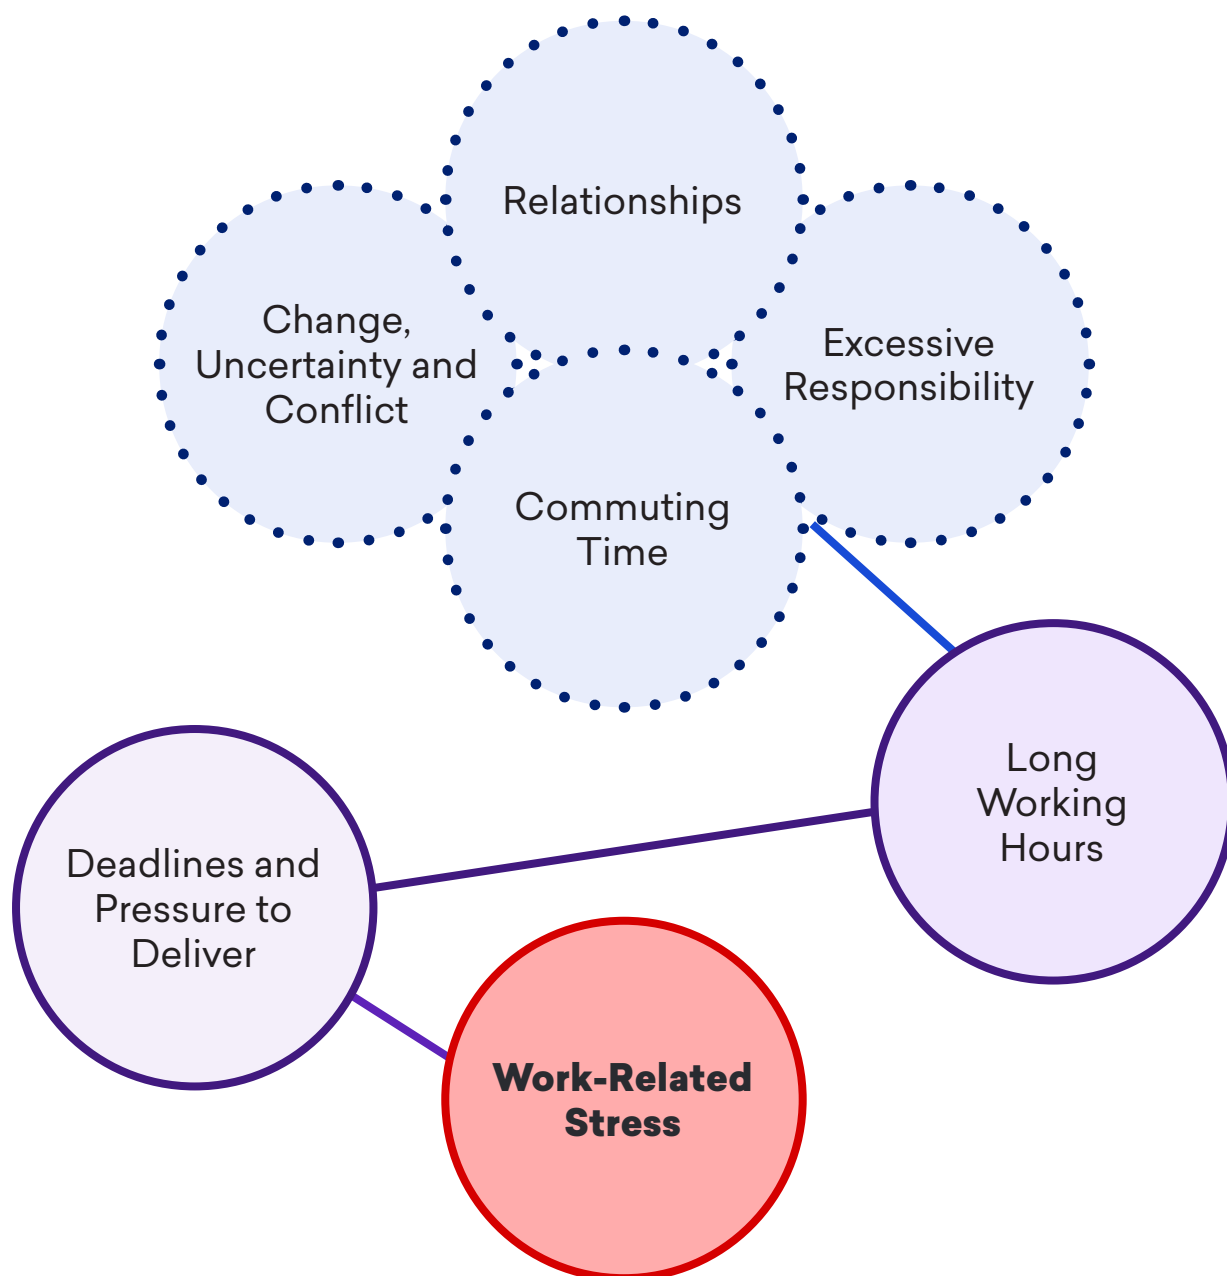 Relationships
Change,
Uncertainty and
Conflict
Excessive
Responsibility
Commuting
Time
Long
Working
Hours
Deadlines and
Pressure to
Deliver
Work-Related
Stress